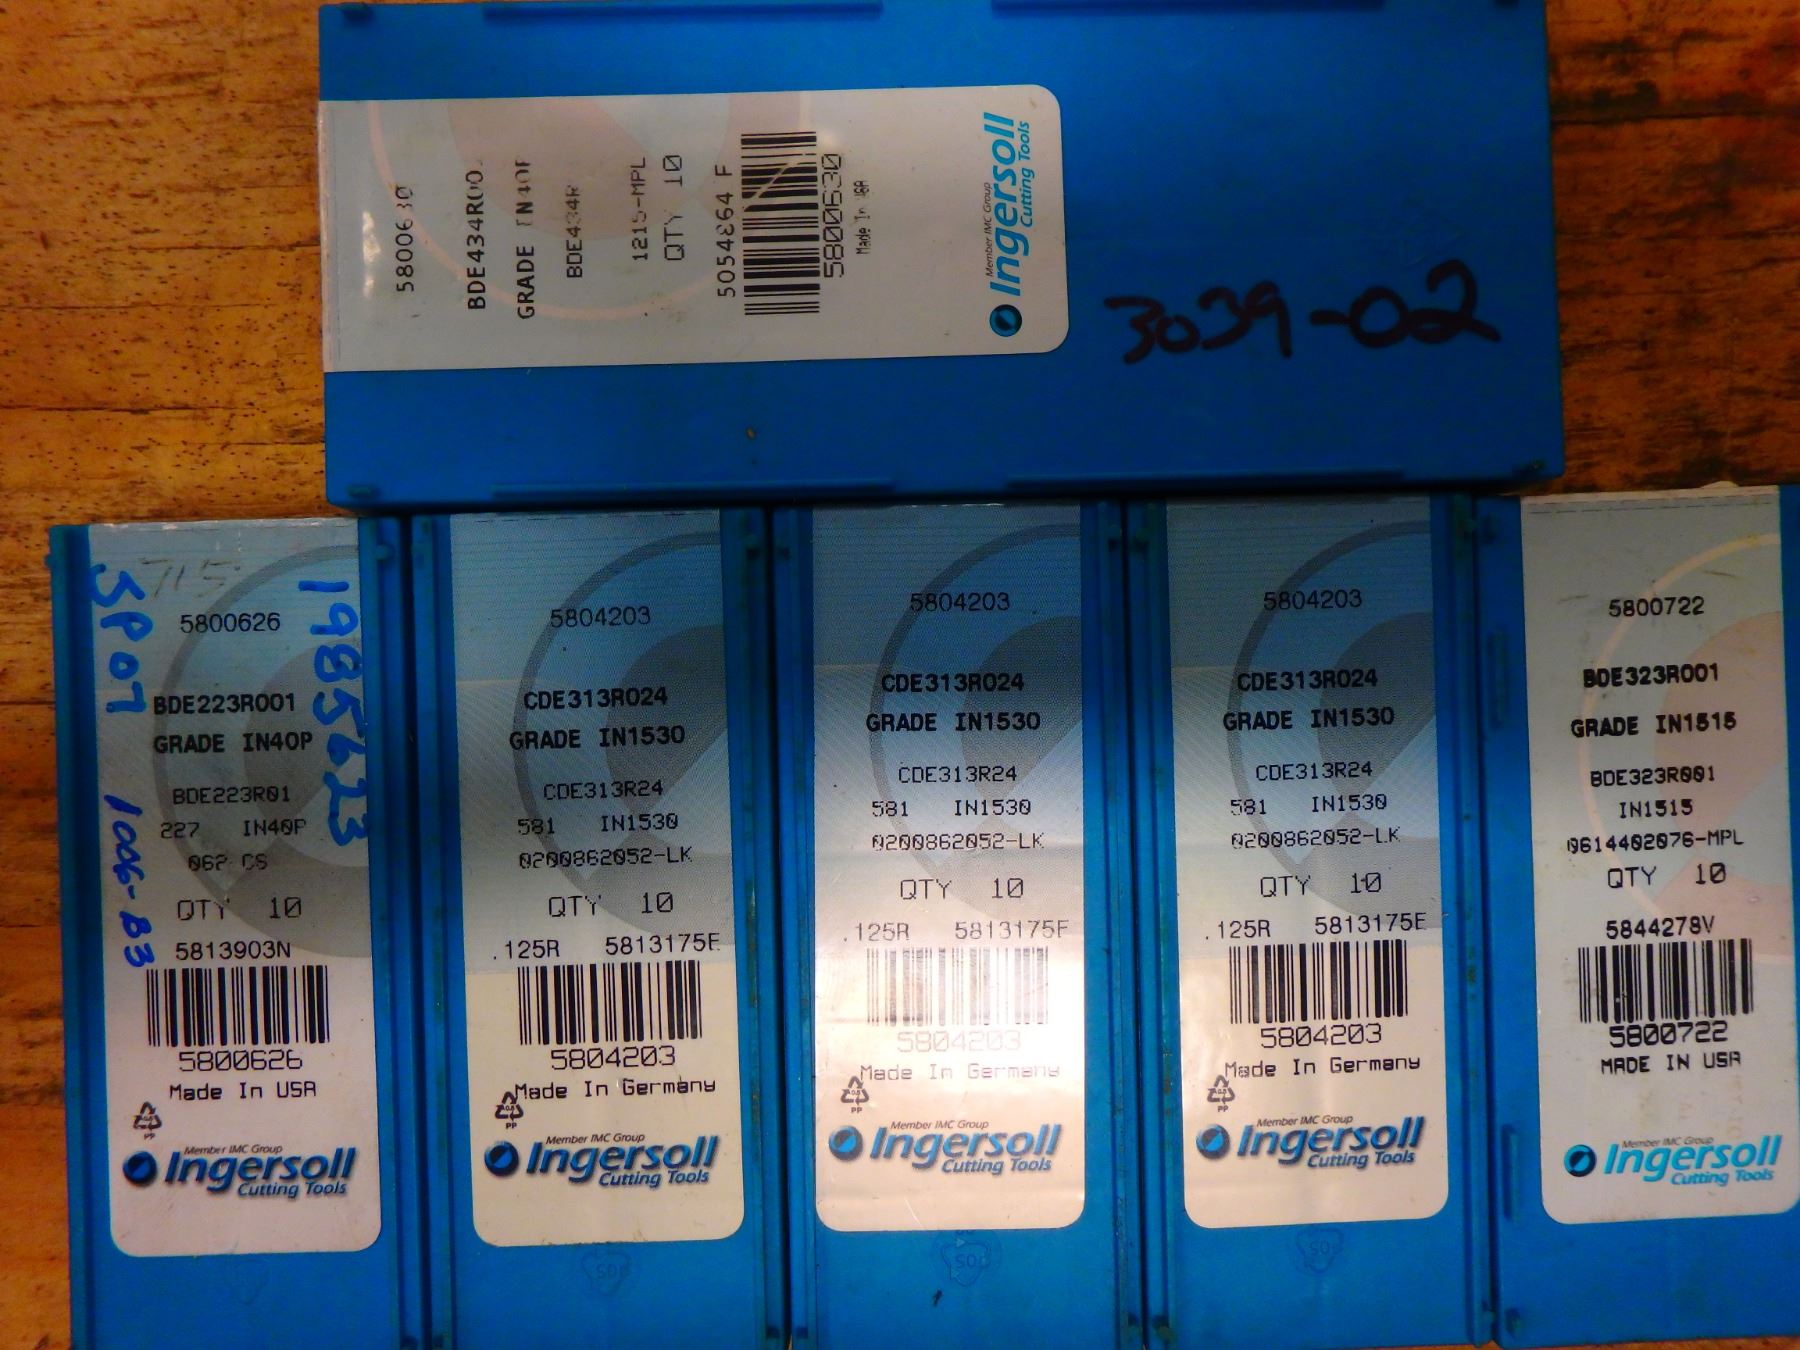 5800630
BDE434R00
GRADE IN40P
BDE434R
1215-MPL
QTY 10
5054864 F
5800630
Made In USA
Member IMC Group
Ingersoll
Cutting Tools
3039-02
715
SP07 1006-B3
1985623
5800626
BDE223R001
GRADE IN40P
BDE223R01
227 IN40P
062 CS
QTY 10
5813903N
5800626
Made In USA
PP
Member IMC Group
Ingersoll
Cutting Tools
5804203
CDE313R024
GRADE IN1530
CDE313R24
581 IN1530
0200862052-LK
QTY 10
.125R 5813175E
5804203
Made In Germany
PP
Member IMC Group
Ingersoll
Cutting Tools
5804203
CDE313R024
GRADE IN1530
CDE313R24
581 IN1530
0200862052-LK
QTY 10
.125R 5813175E
5804203
Made In Germany
PP
Member IMC Group
Ingersoll
Cutting Tools
5804203
CDE313R024
GRADE IN1530
CDE313R24
581 IN1530
0200862052-LK
QTY 10
.125R 5813175E
5804203
Made In Germany
PP
Member IMC Group
Ingersoll
Cutting Tools
5800722
BDE323R001
GRADE IN1515
BDE323R001
IN1515
0614402076-MPL
QTY 10
5844278V
5800722
MADE IN USA
Member IMC Group
Ingersoll
Cutting Tools